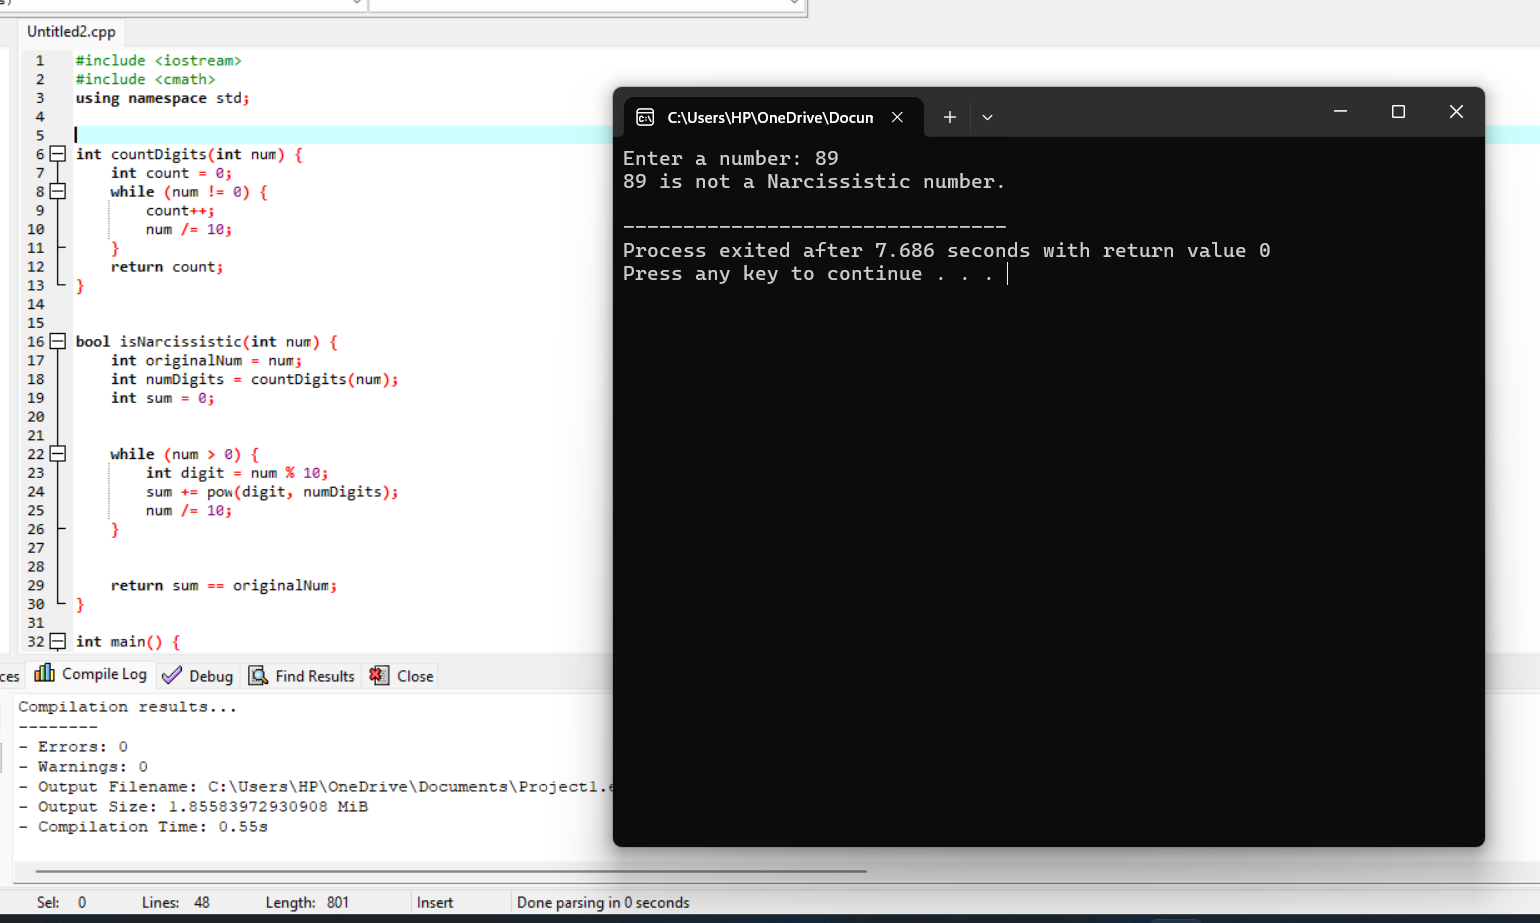 s)
Untitled2.cpp
1 #include <iostream>
2 #include <cmath>
3 using namespace std;
4
5
6 int countDigits(int num) {
7 int count = 0;
8 while (num != 0) {
9 count++;
10 num /= 10;
11 }
12 return count;
13 }
14
15
16 bool isNarcissistic(int num) {
17 int originalNum = num;
18 int numDigits = countDigits(num);
19 int sum = 0;
20
21
22 while (num > 0) {
23 int digit = num % 10;
24 sum += pow(digit, numDigits);
25 num /= 10;
26 }
27
28
29 return sum == originalNum;
30 }
31
32 int main() {
C:\Users\HP\OneDrive\Docun
Enter a number: 89
89 is not a Narcissistic number.
--------------------------------
Process exited after 7.686 seconds with return value 0
Press any key to continue . . .
ces Compile Log Debug Find Results Close
Compilation results...
--------
- Errors: 0
- Warnings: 0
- Output Filename: C:\Users\HP\OneDrive\Documents\Project1.e
- Output Size: 1.85583972930908 MiB
- Compilation Time: 0.55s
Sel: 0 Lines: 48 Length: 801 Insert Done parsing in 0 seconds